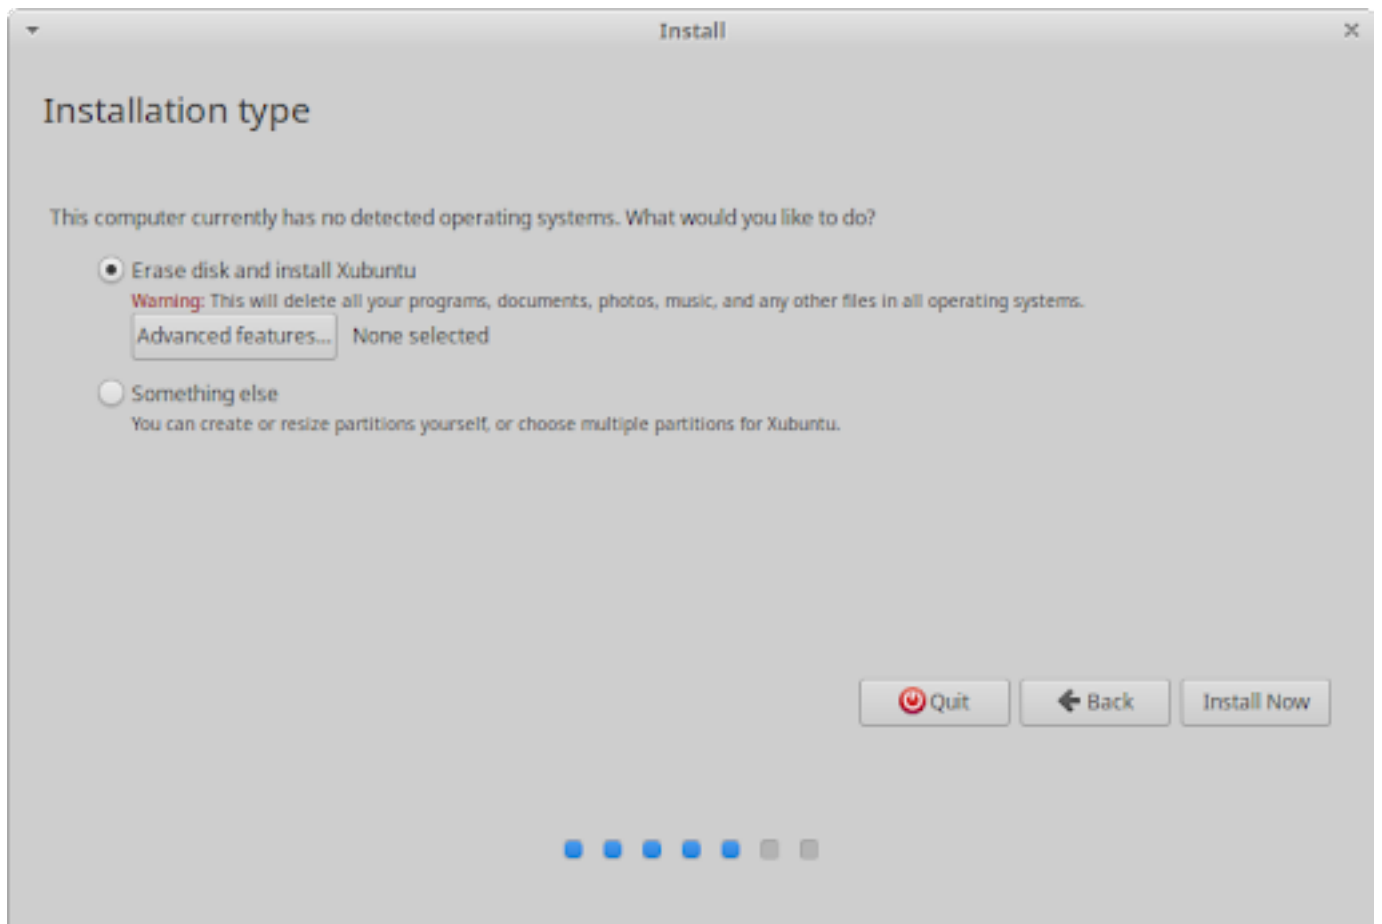 Install
Installation type
This computer currently has no detected operating systems. What would you like to do?
Erase disk and install Xubuntu
Warning: This will delete all your programs, documents, photos, music, and any other files in all operating systems.
Advanced features... None selected
Something else
You can create or resize partitions yourself, or choose multiple partitions for Xubuntu.
Quit Back Install Now